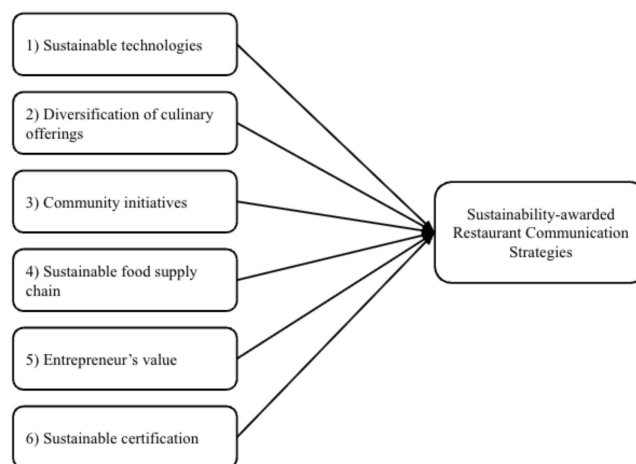 1) Sustainable technologies
2) Diversification of culinary
offerings
3) Community initiatives
4) Sustainable food supply
chain
5) Entrepreneur’s value
6) Sustainable certification
Sustainability-awarded
Restaurant Communication
Strategies